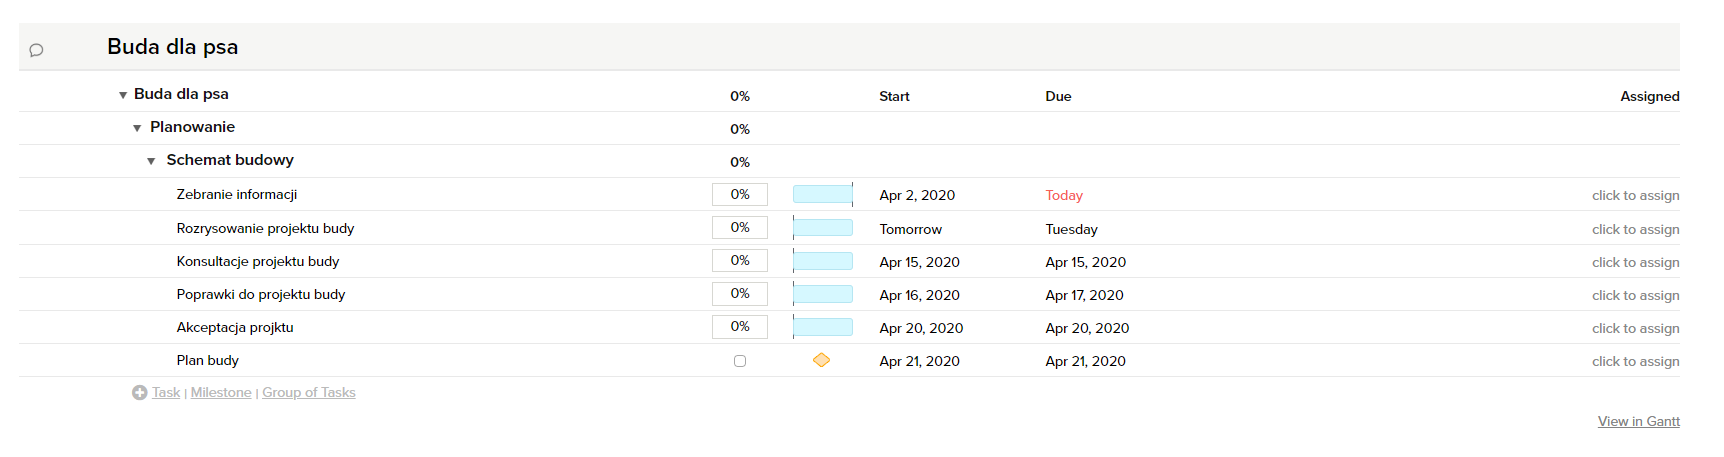 Buda dla psa
Buda dla psa 0% Start Due Assigned
Planowanie 0%
Schemat budowy 0%
Zebranie informacji 0% Apr 2, 2020 Today click to assign
Rozrysowanie projektu budy 0% Tomorrow Tuesday click to assign
Konsultacje projektu budy 0% Apr 15, 2020 Apr 15, 2020 click to assign
Poprawki do projektu budy 0% Apr 16, 2020 Apr 17, 2020 click to assign
Akceptacja projktu 0% Apr 20, 2020 Apr 20, 2020 click to assign
Plan budy Apr 21, 2020 Apr 21, 2020 click to assign
Task | Milestone | Group of Tasks
View in Gantt